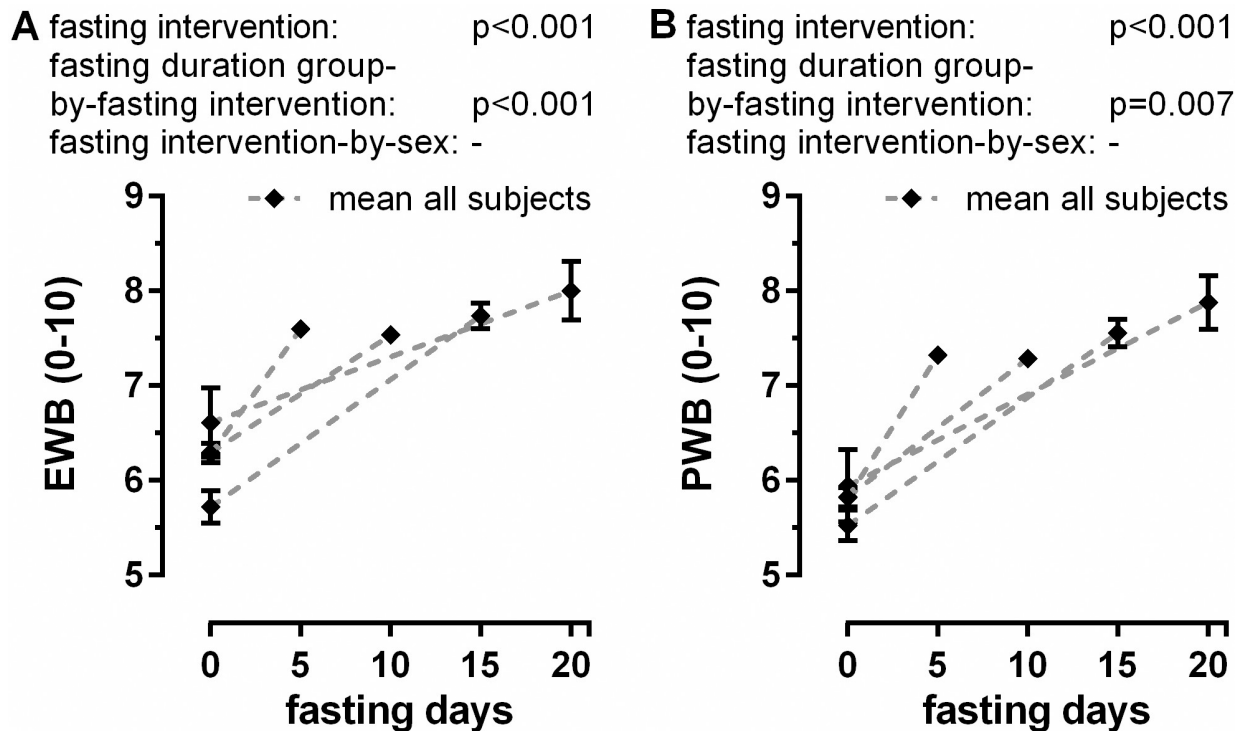 A fasting intervention: p<0.001
fasting duration group-
by-fasting intervention: p<0.001
fasting intervention-by-sex: -
mean all subjects
9
8
7
6
5
EWB (0-10)
0 5 10 15 20
fasting days
B fasting intervention: p<0.001
fasting duration group-
by-fasting intervention: p=0.007
fasting intervention-by-sex: -
mean all subjects
9
8
7
6
5
PWB (0-10)
0 5 10 15 20
fasting days